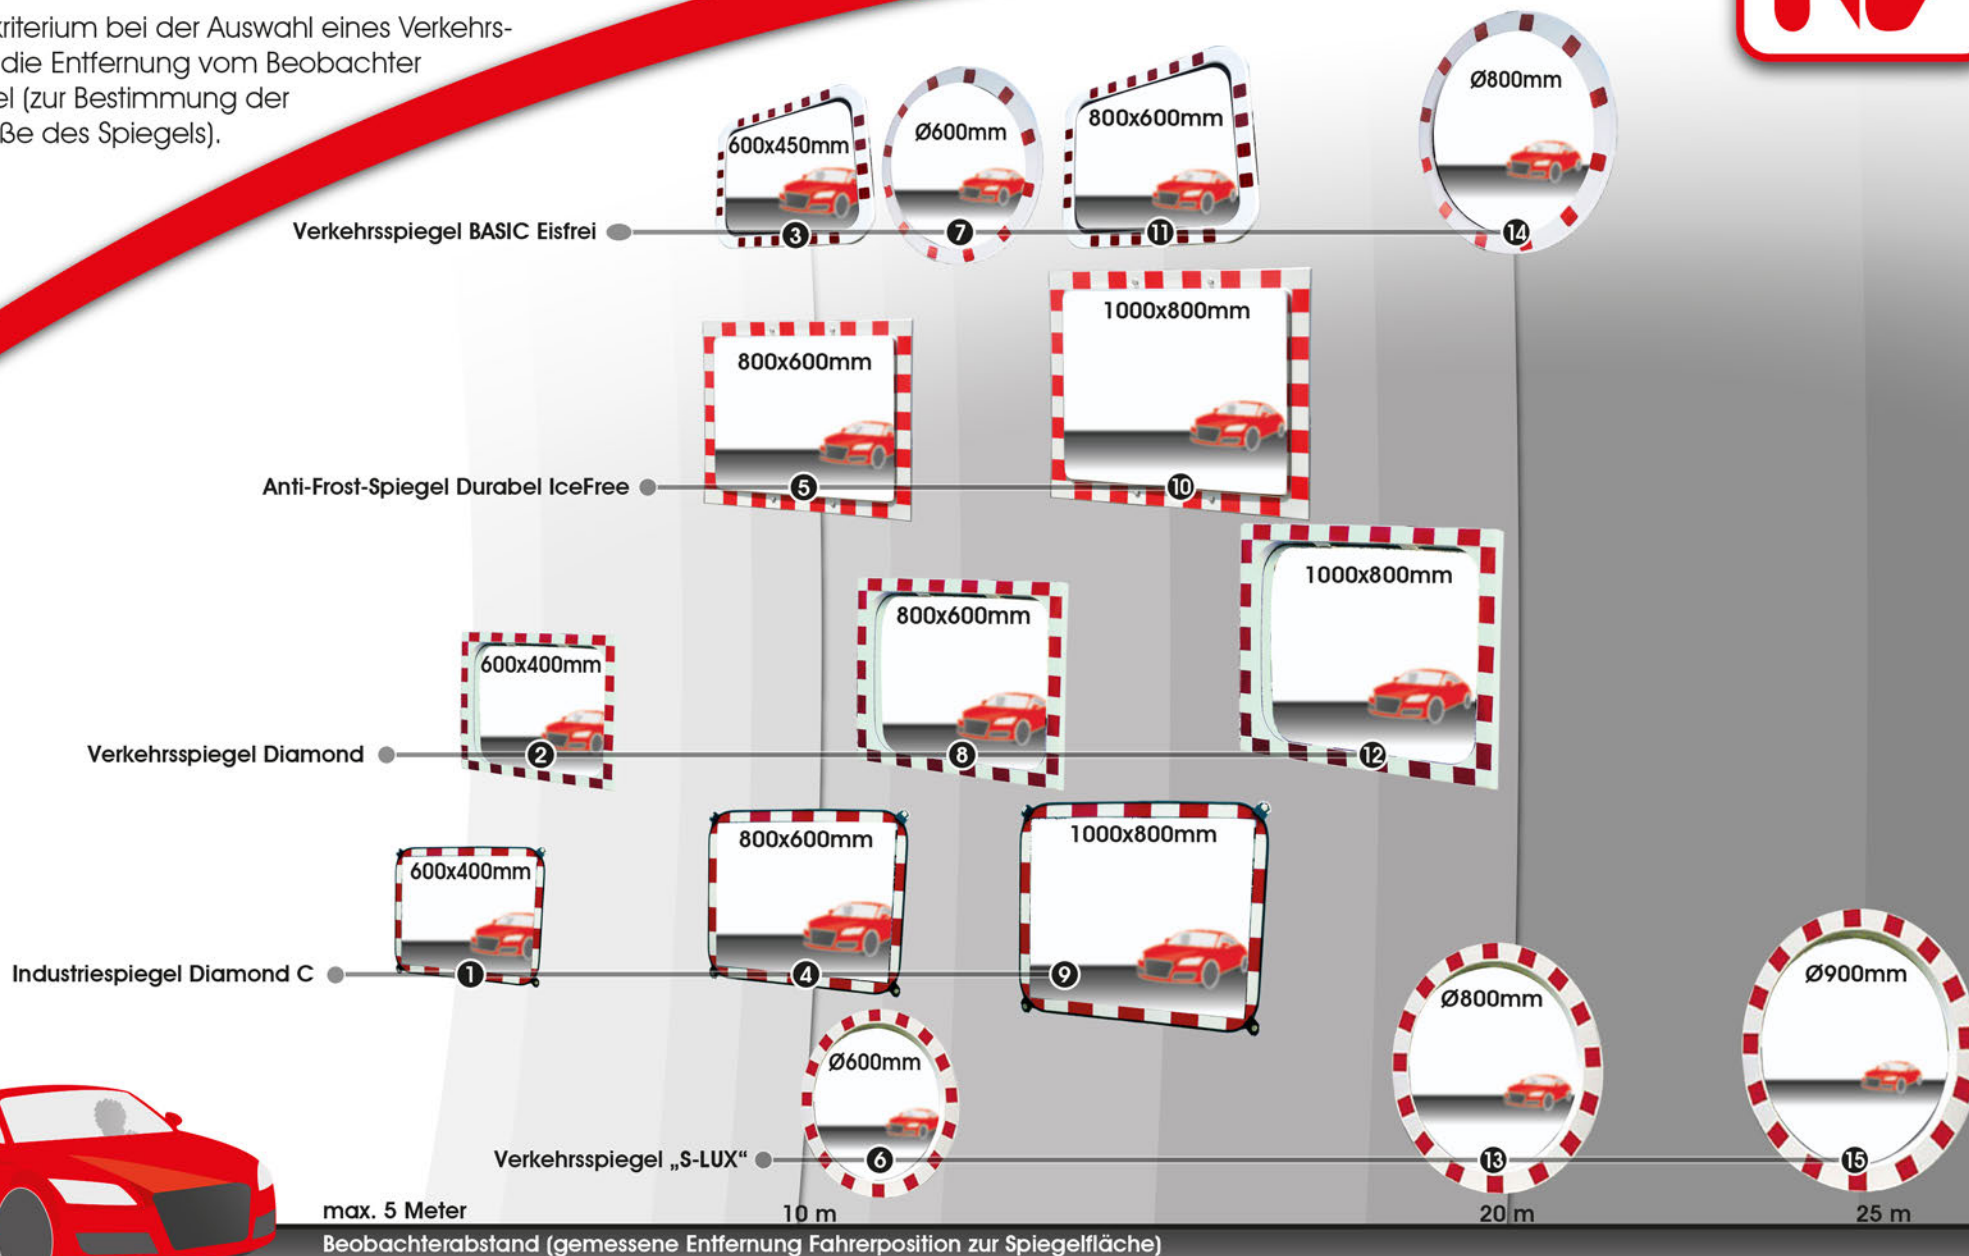 kriterium bei der Auswahl eines Verkehrs-
die Entfernung vom Beobachter
(zur Bestimmung der
des Spiegels).
600x450mm
Ø600mm
800x600mm
Ø800mm
Verkehrsspiegel BASIC Eisfrei
3
7
11
14
800x600mm
1000x800mm
Anti-Frost-Spiegel Durabel IceFree
5
10
600x400mm
800x600mm
1000x800mm
Verkehrsspiegel Diamond
2
8
12
600x400mm
800x600mm
1000x800mm
Industriespiegel Diamond C
1
4
9
Ø600mm
Ø800mm
Ø900mm
Verkehrsspiegel „S-LUX“
6
13
15
max. 5 Meter
10 m
20 m
25 m
Beobachterabstand (gemessene Entfernung Fahrerposition zur Spiegelfläche)